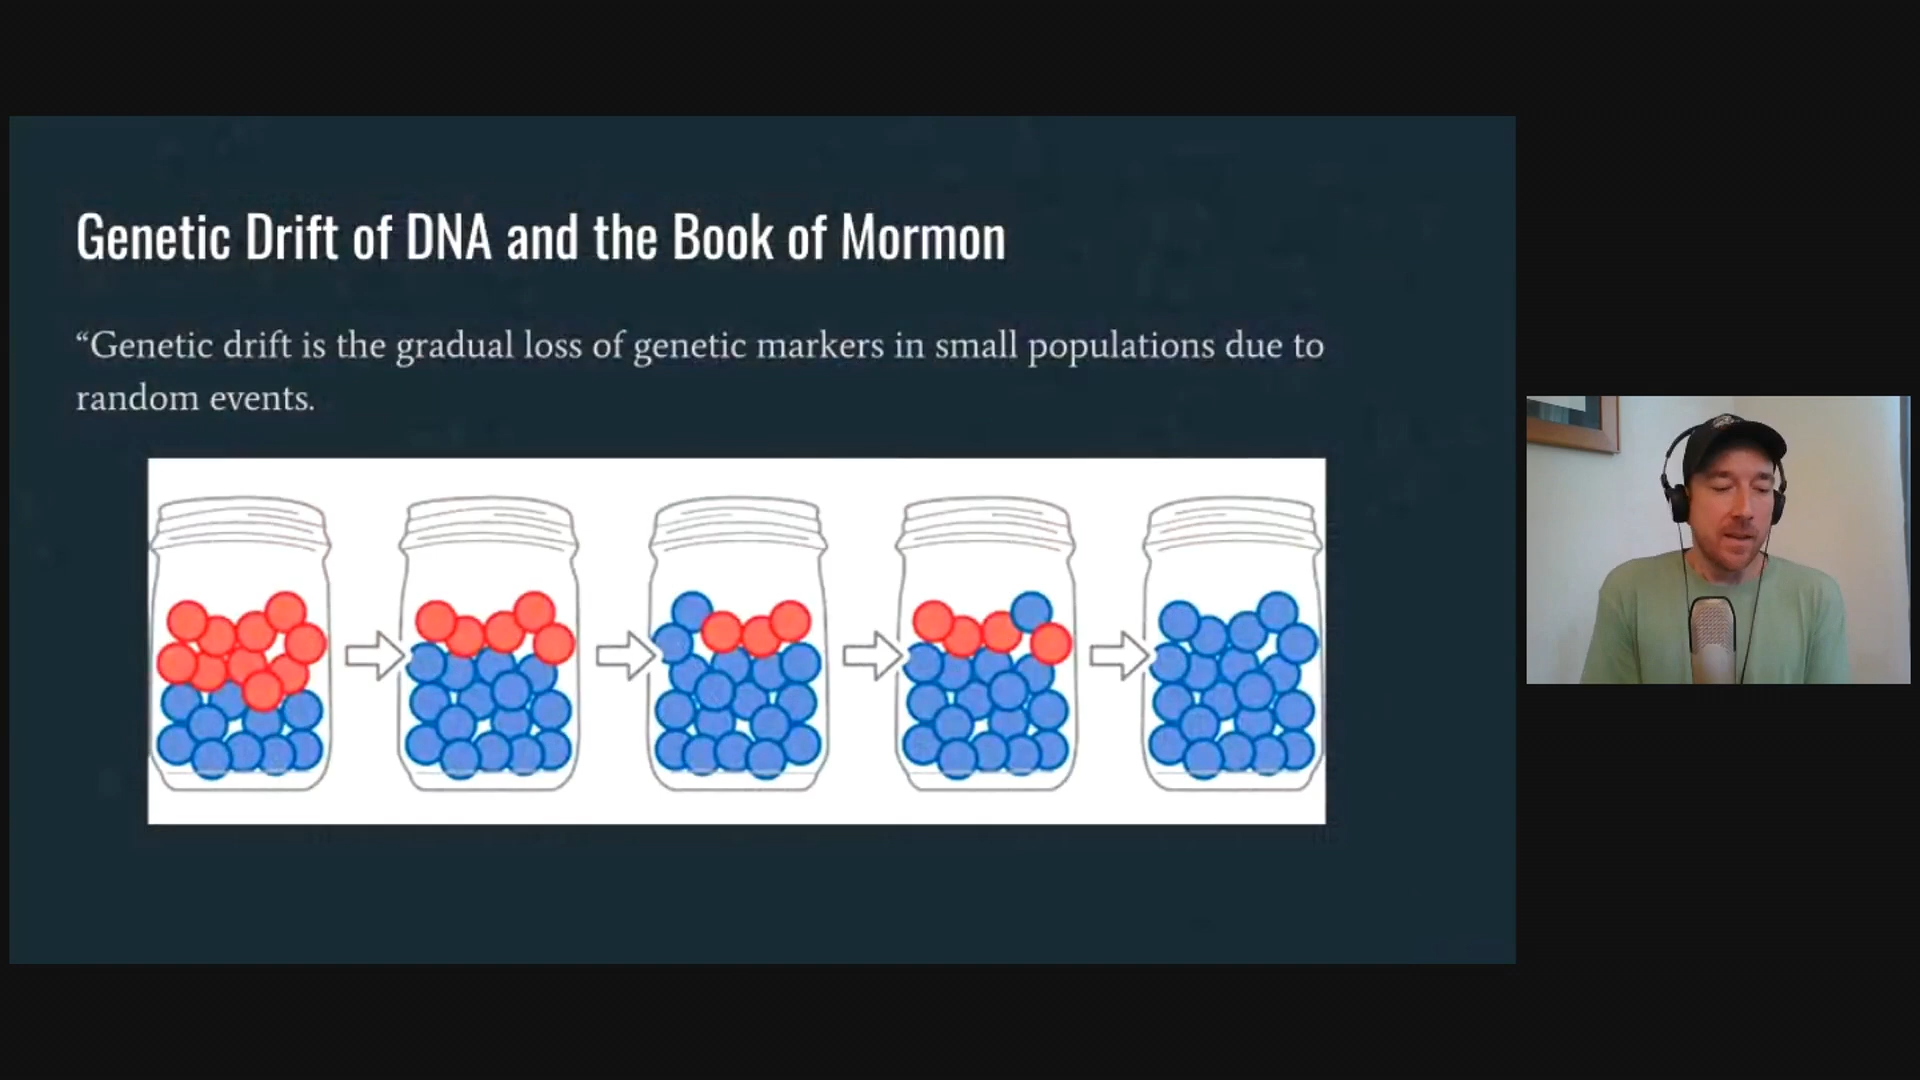 Genetic Drift of DNA and the Book of Mormon
“Genetic drift is the gradual loss of genetic markers in small populations due to
random events.